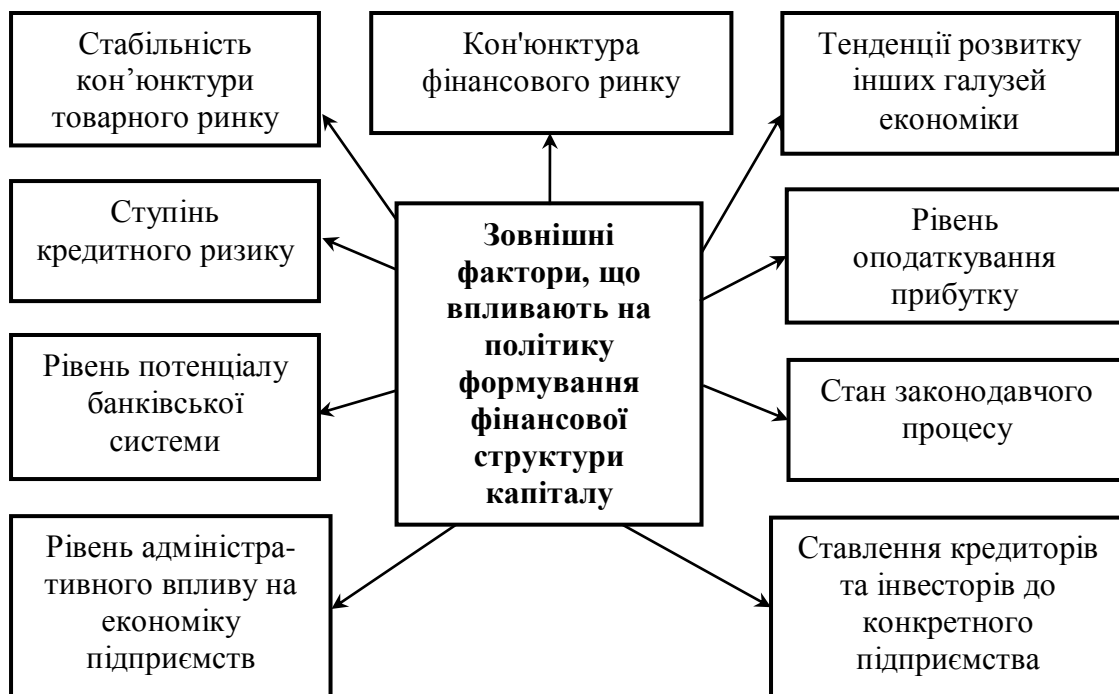 Стабільність
кон’юнктури
товарного ринку
Кон'юнктура
фінансового ринку
Тенденції розвитку
інших галузей
економіки
Ступінь
кредитного ризику
Зовнішні
фактори, що
впливають на
політику
формування
фінансової
структури
капіталу
Рівень
оподаткування
прибутку
Рівень потенціалу
банківської
системи
Стан законодавчого
процесу
Рівень адміністра-
тивного впливу на
економіку
підприємств
Ставлення кредиторів
та інвесторів до
конкретного
підприємства